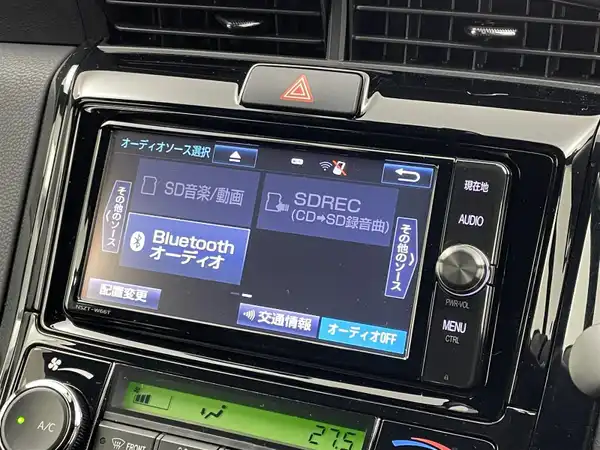 オーディオソース選択
現在地
SD音楽/動画
SDREC
(CD➡SD録音曲)
AUDIO
その他のソース
その他のソース
Bluetooth
オーディオ
配置変更
PWR•VOL
NSZT-W66T
交通情報
オーディオOFF
MENU
CTRL
A/C
FRONT
27.5